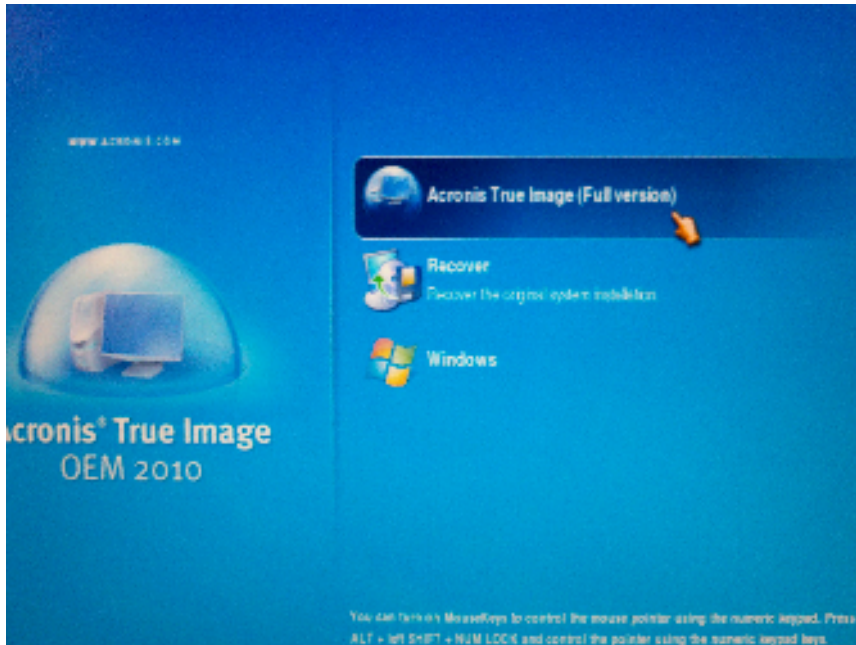 WWW.ACRONIS.COM
Acronis True Image (Full version)
Recover
Recover the original system installation.
Windows
Acronis® True Image
OEM 2010
You can turn on MouseKeys to control the mouse pointer using the numeric keypad. Press
ALT + left SHIFT + NUM LOCK and control the pointer using the numeric keypad keys.